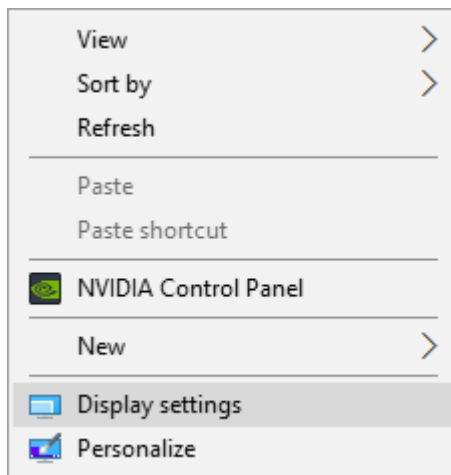 View
Sort by
Refresh
Paste
Paste shortcut
NVIDIA Control Panel
New
Display settings
Personalize